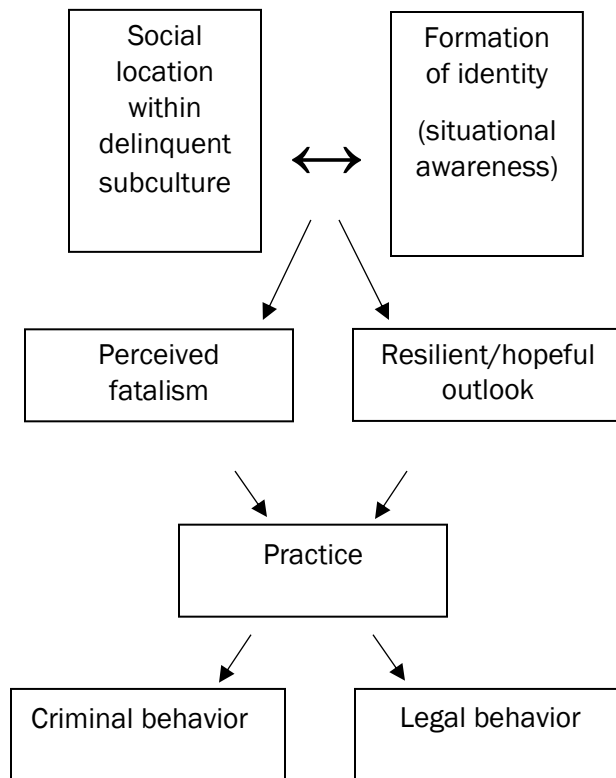 Social
location
within
delinquent
subculture
Formation
of identity
(situational
awareness)
Perceived
fatalism
Resilient/hopeful
outlook
Practice
Criminal behavior
Legal behavior